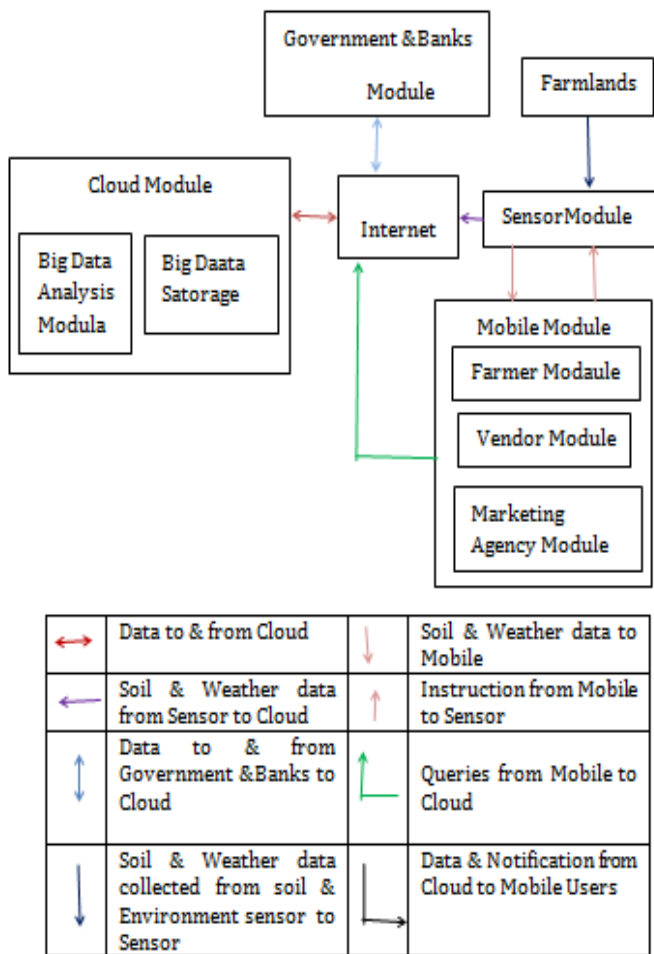 Government &Banks
Module
Farmlands
Cloud Module
Big Data
Analysis
Modula
Big Daata
Satorage
Internet
SensorModule
Mobile Module
Farmer Modaule
Vendor Module
Marketing
Agency Module
Data to & from Cloud
Soil & Weather data to
Mobile
Soil & Weather data
from Sensor to Cloud
Instruction from Mobile
to Sensor
Data to & from
Government &Banks to
Cloud
Queries from Mobile to
Cloud
Soil & Weather data
collected from soil &
Environment sensor to
Sensor
Data & Notification from
Cloud to Mobile Users